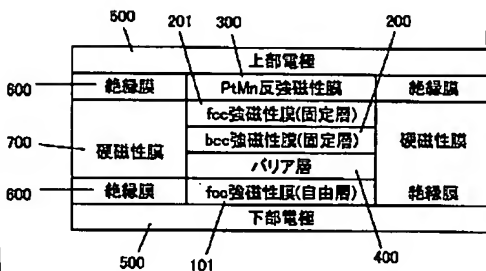 500
201
300
200
上部電極
600
絶縁膜
PtMn反強磁性膜
絶縁膜
fcc強磁性膜(固定層)
bcc強磁性膜(固定層)
700
硬磁性膜
硬磁性膜
バリア層
600
絶縁膜
fcc強磁性膜(自由層)
絶縁膜
下部電極
500
101
400